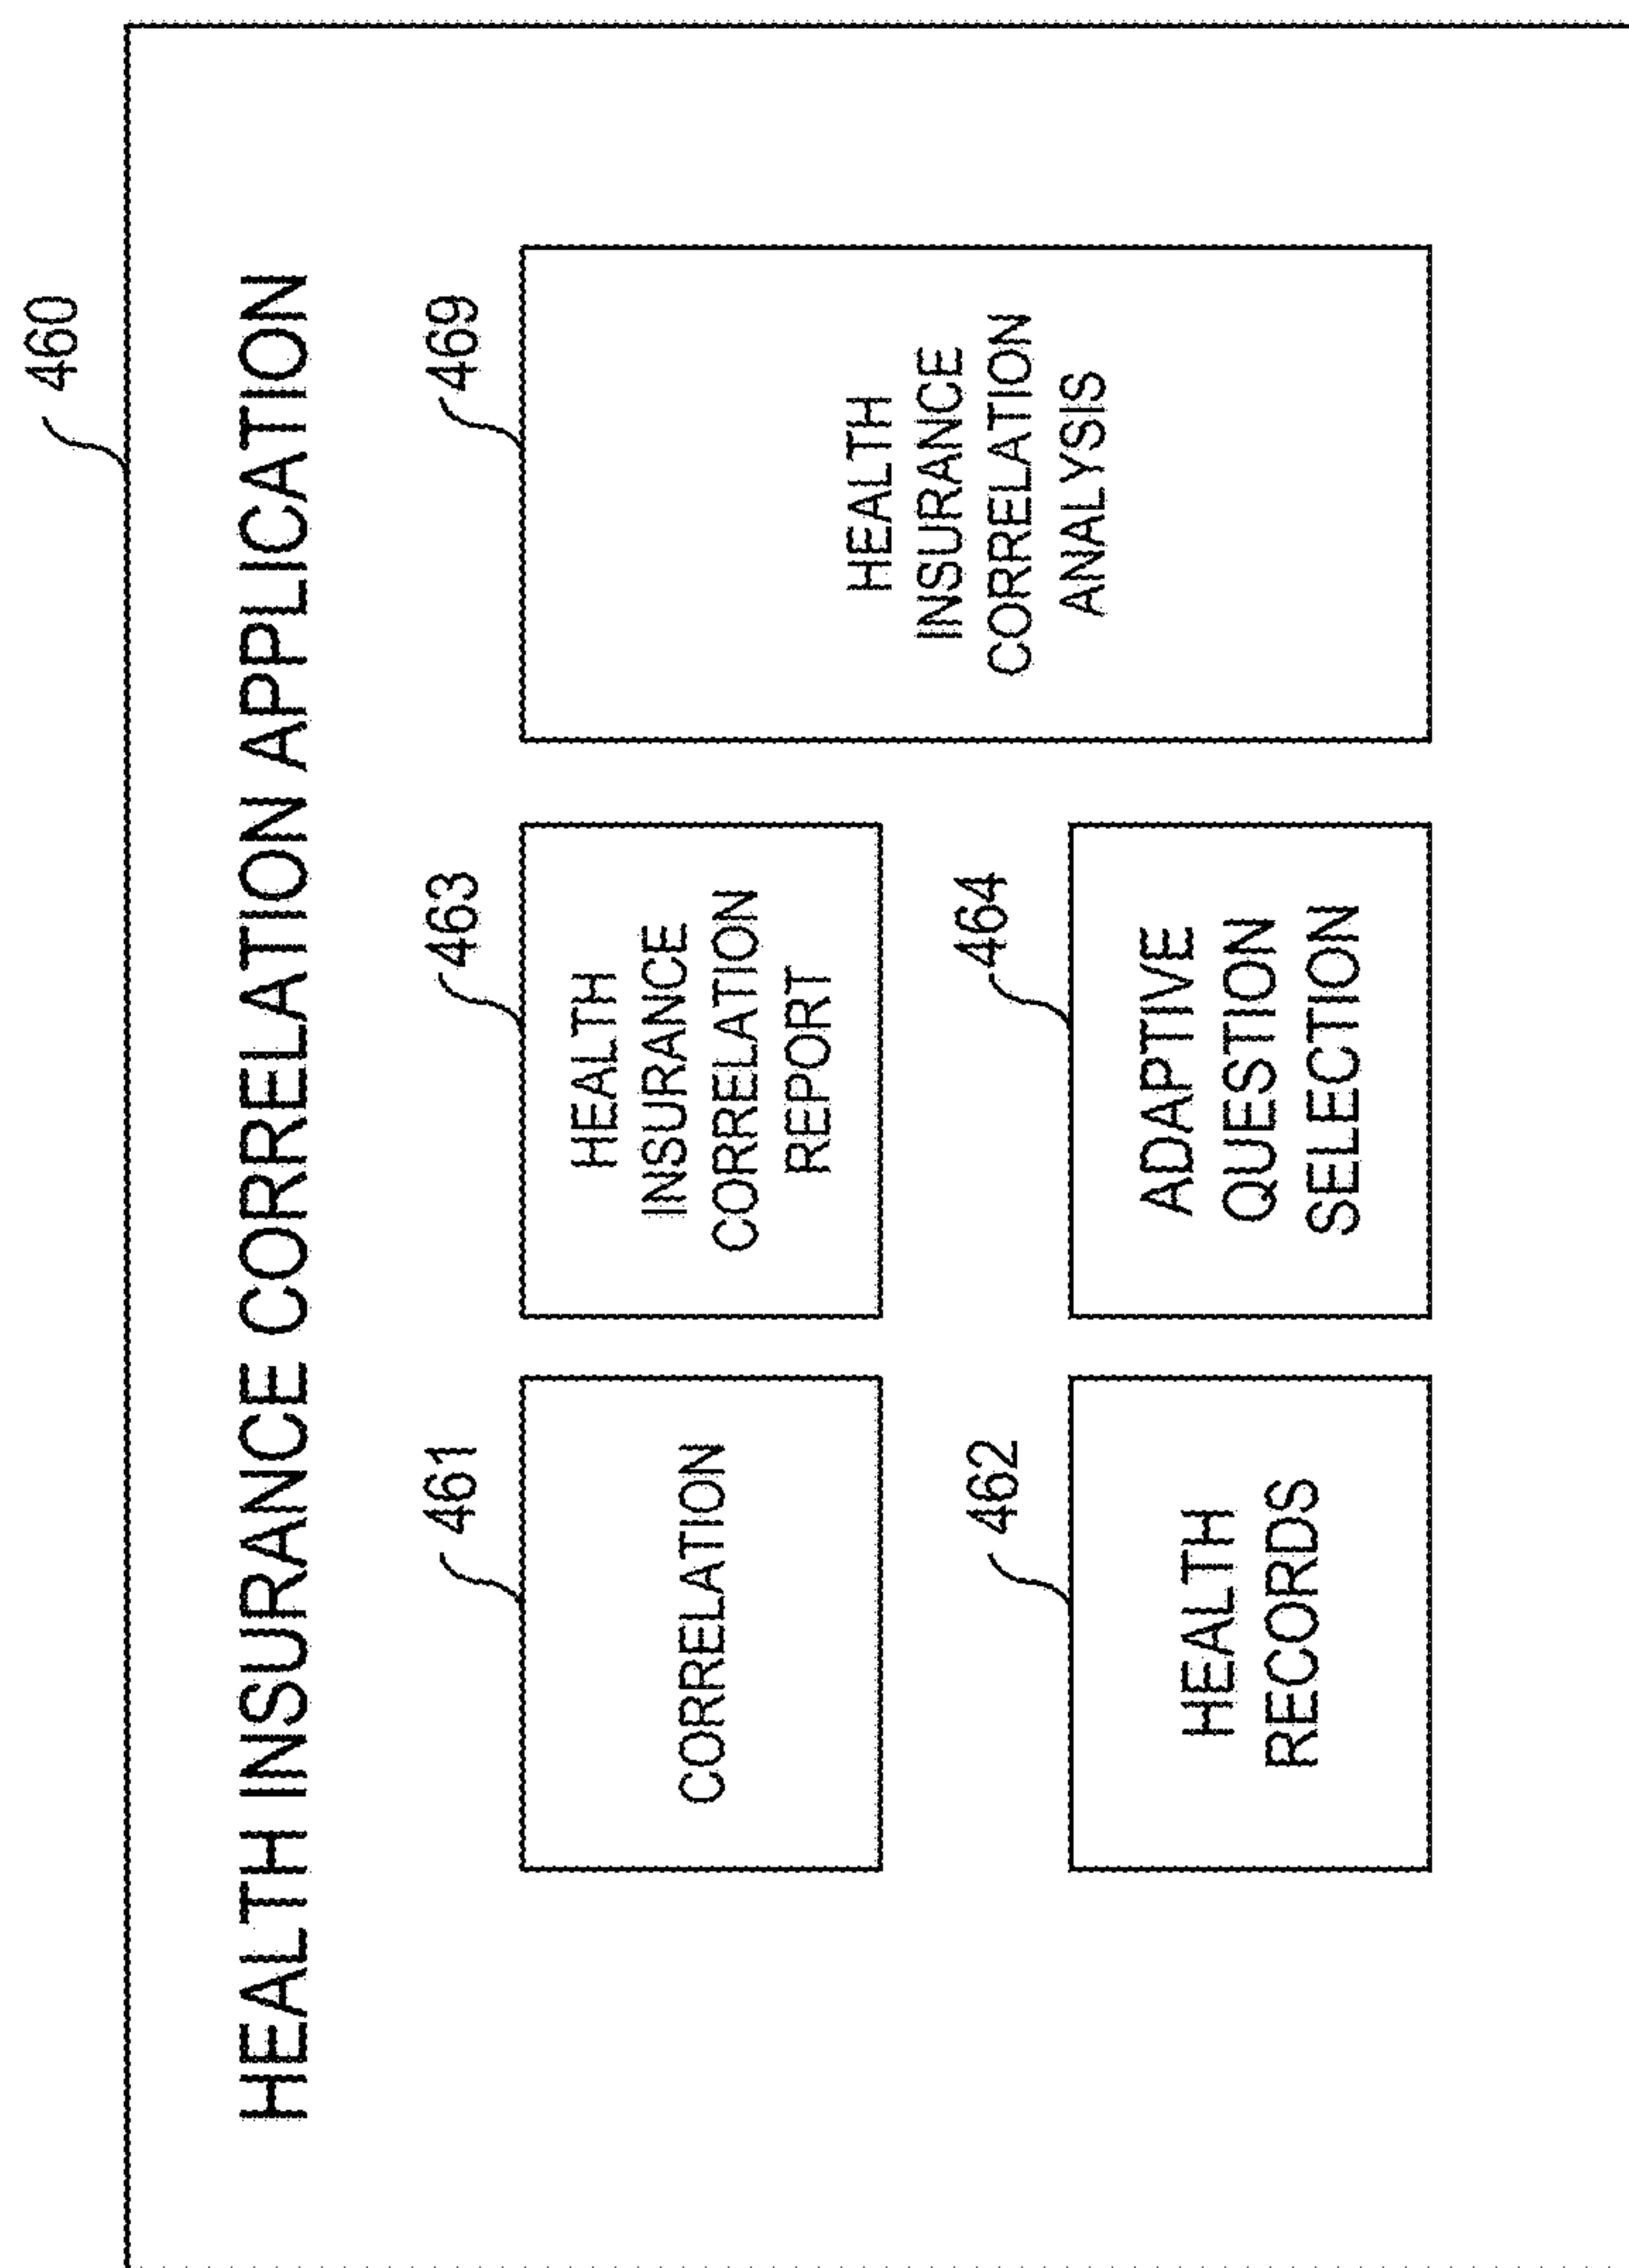 460
HEALTH INSURANCE CORRELATION APPLICATION
461
CORRELATION
463
HEALTH
INSURANCE
CORRELATION
REPORT
469
HEALTH
INSURANCE
CORRELATION
ANALYSIS
462
HEALTH
RECORDS
464
ADAPTIVE
QUESTION
SELECTION